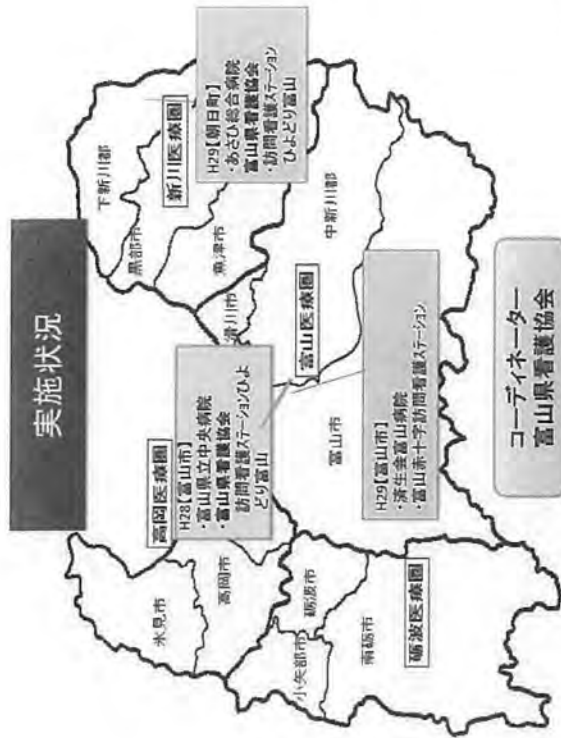 実施状況
下新川郡
黒部市
新川医療圏
魚津市
滑川市
中新川郡
H29【朝日町】
・あさひ総合病院
富山県看護協会
・訪問看護ステーション
ひよどり富山
高岡医療圏
氷見市
高岡市
H28【富山市】
・富山県立中央病院
・富山県看護協会
訪問看護ステーションひよ
どり富山
富山医療圏
富山市
小矢部市
砺波市
南砺市
砺波医療圏
H29【富山市】
・済生会富山病院
・富山赤十字訪問看護ステーション
コーディネーター
富山県看護協会